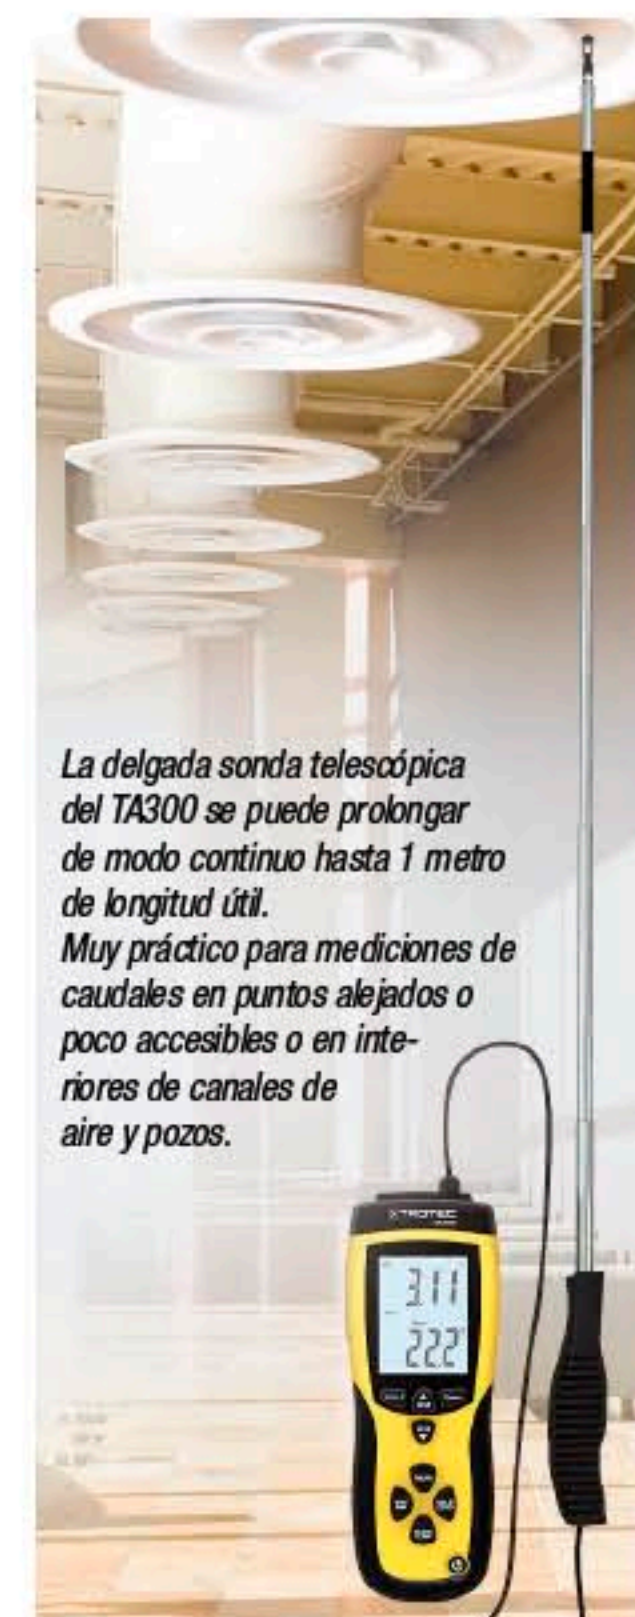 La delgada sonda telescópica
del TA300 se puede prolongar
de modo continuo hasta 1 metro
de longitud útil.
Muy práctico para mediciones de
caudales en puntos alejados o
poco accesibles o en inte-
riores de canales de
aire y pozos.
TROTEC
3.11
22.2